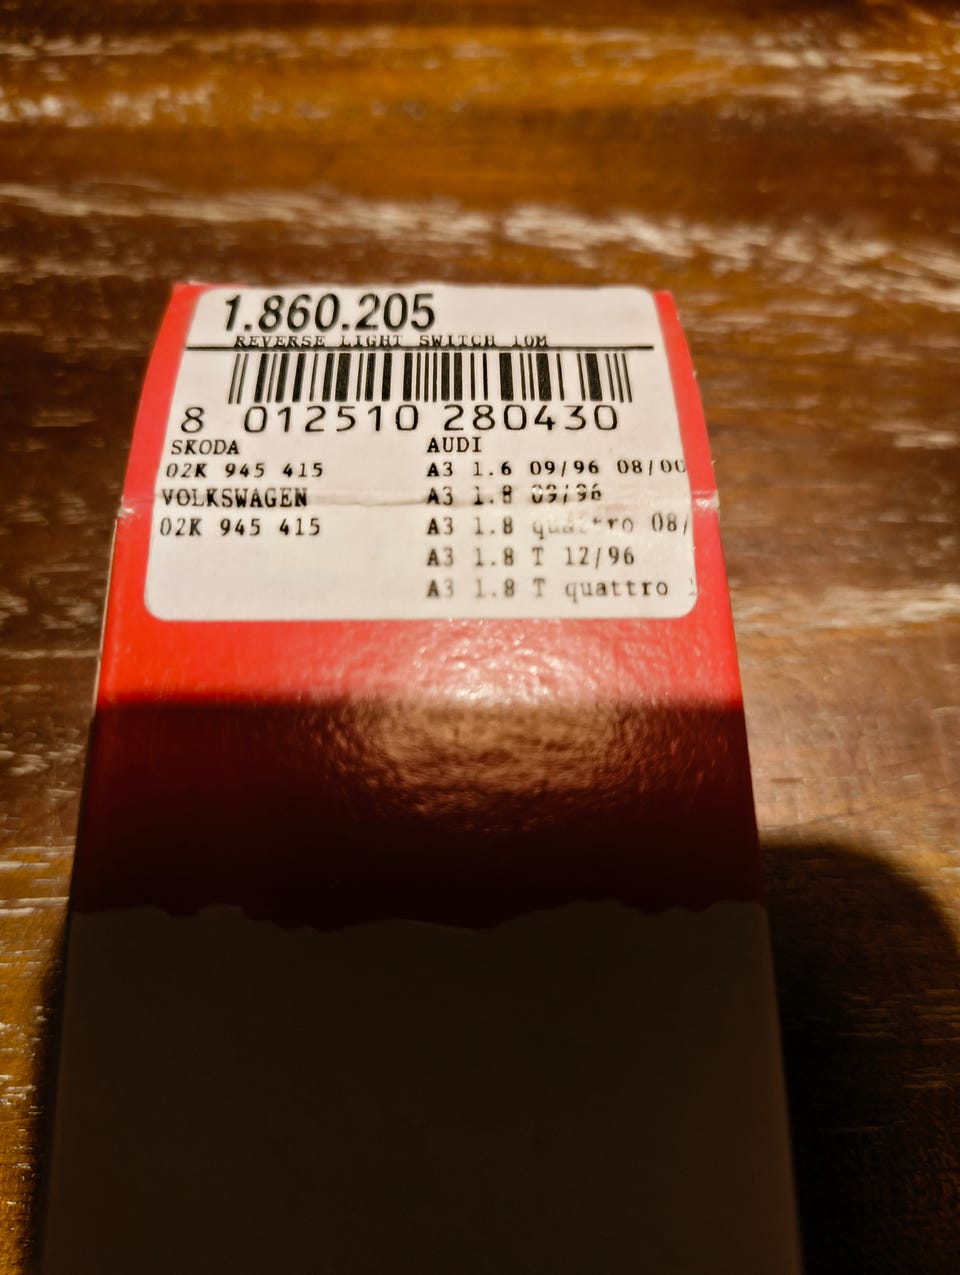 1.860.205
REVERSE LIGHT SWITCH 10M
8 012510 280430
SKODA
02K 945 415
VOLKSWAGEN
02K 945 415
AUDI
A3 1.6 09/96 08/00
A3 1.8 09/96
A3 1.8 quattro 08/
A3 1.8 T 12/96
A3 1.8 T quattro